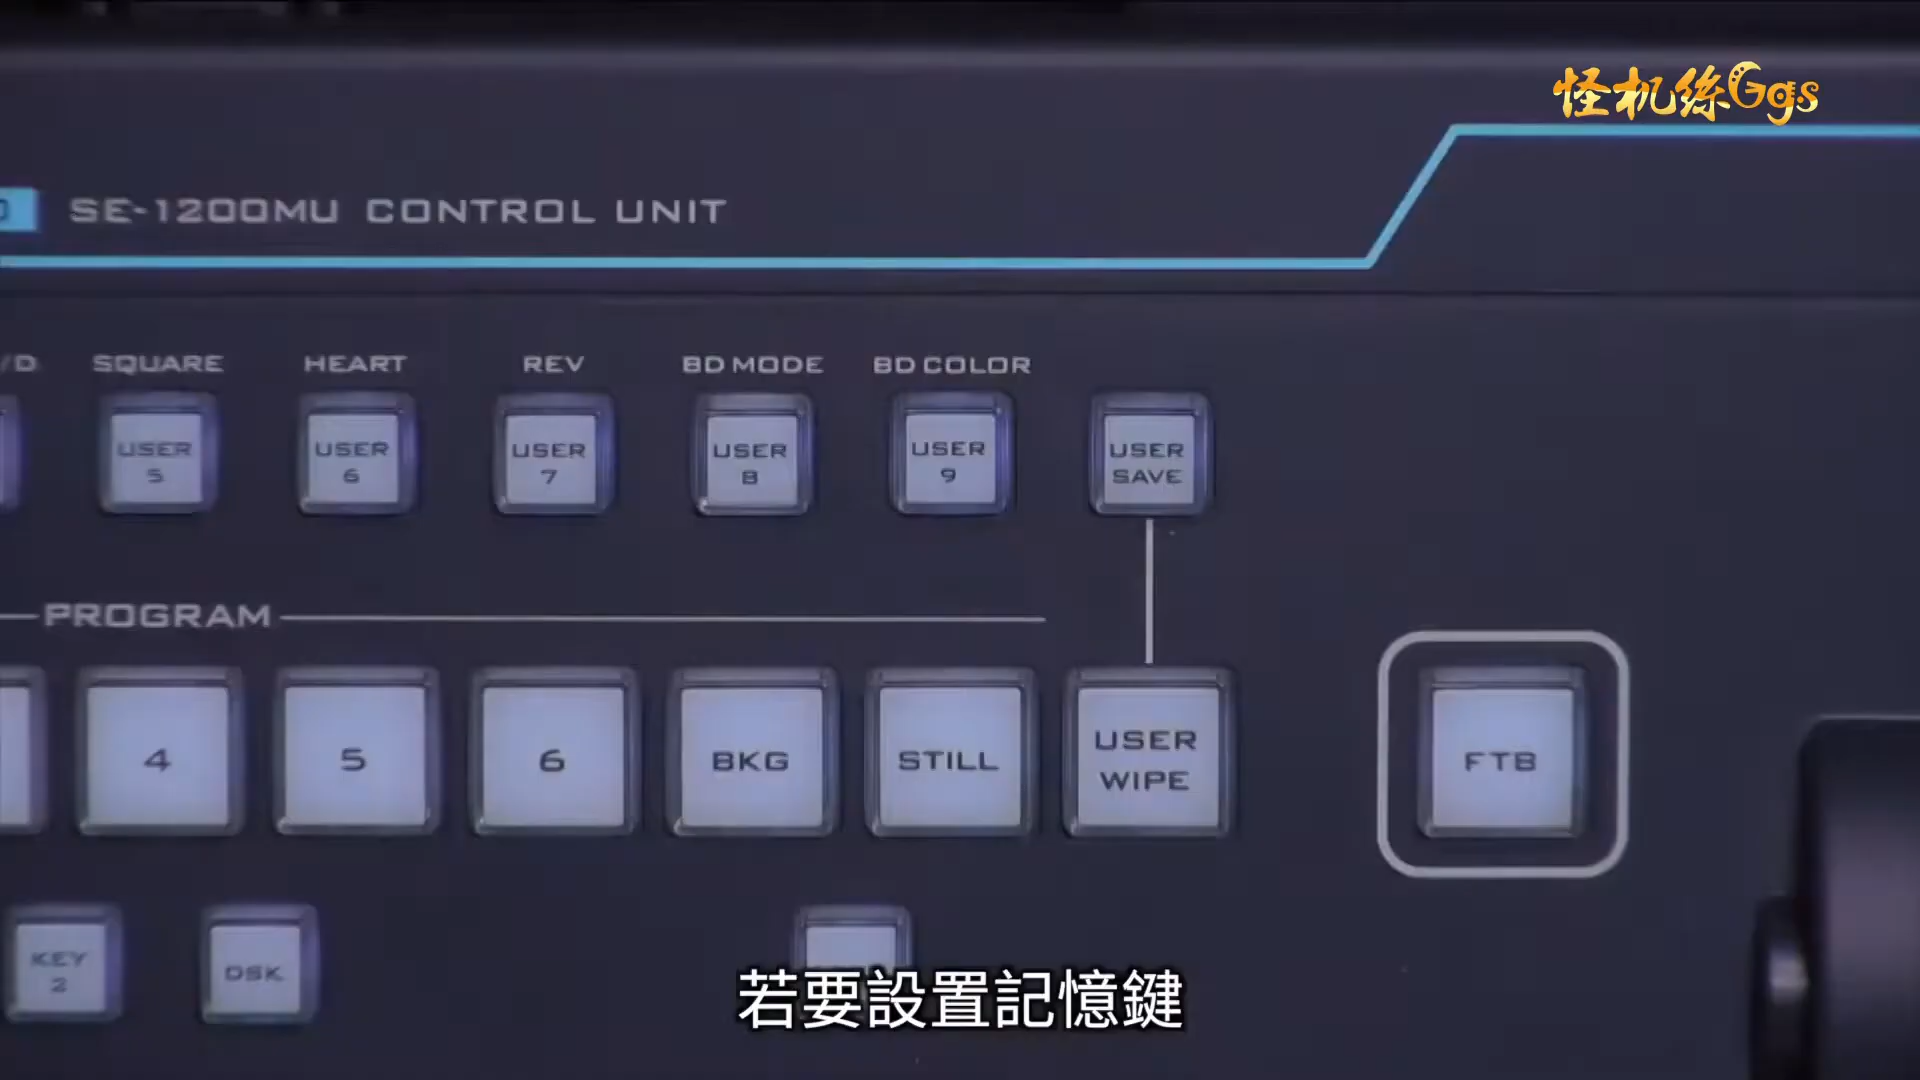 怪机絲Ggs
SE-1200MU CONTROL UNIT
/D SQUARE HEART REV BD MODE BD COLOR
USER 5
USER 6
USER 7
USER 8
USER 9
USER SAVE
PROGRAM
4
5
6
BKG
STILL
USER WIPE
FTB
KEY 2
DSK
若要設置記憶鍵